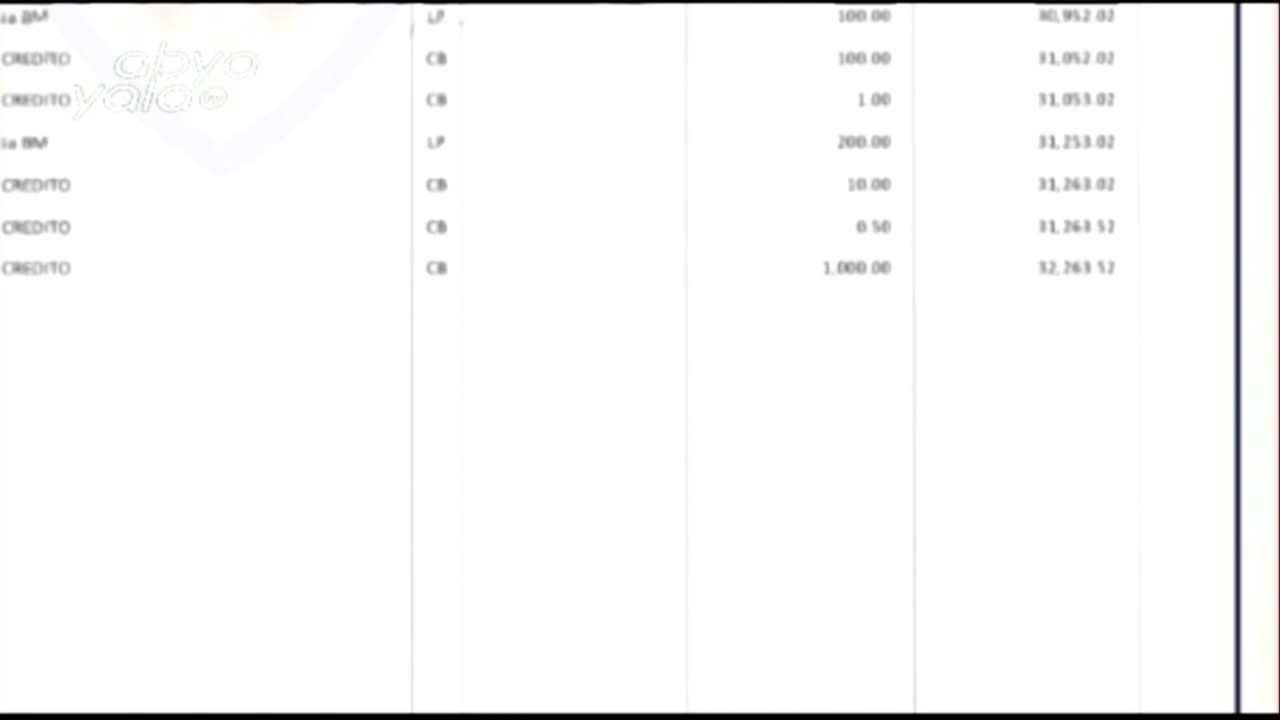 BM LP 100.00 30,952.02
CREDITO CB 100.00 31,052.02
CREDITO CB 1.00 31,053.02
BM LP 200.00 31,253.02
CREDITO CB 10.00 31,263.02
CREDITO CB 0.50 31,263.52
CREDITO CB 1,000.00 32,263.52
abya
yala